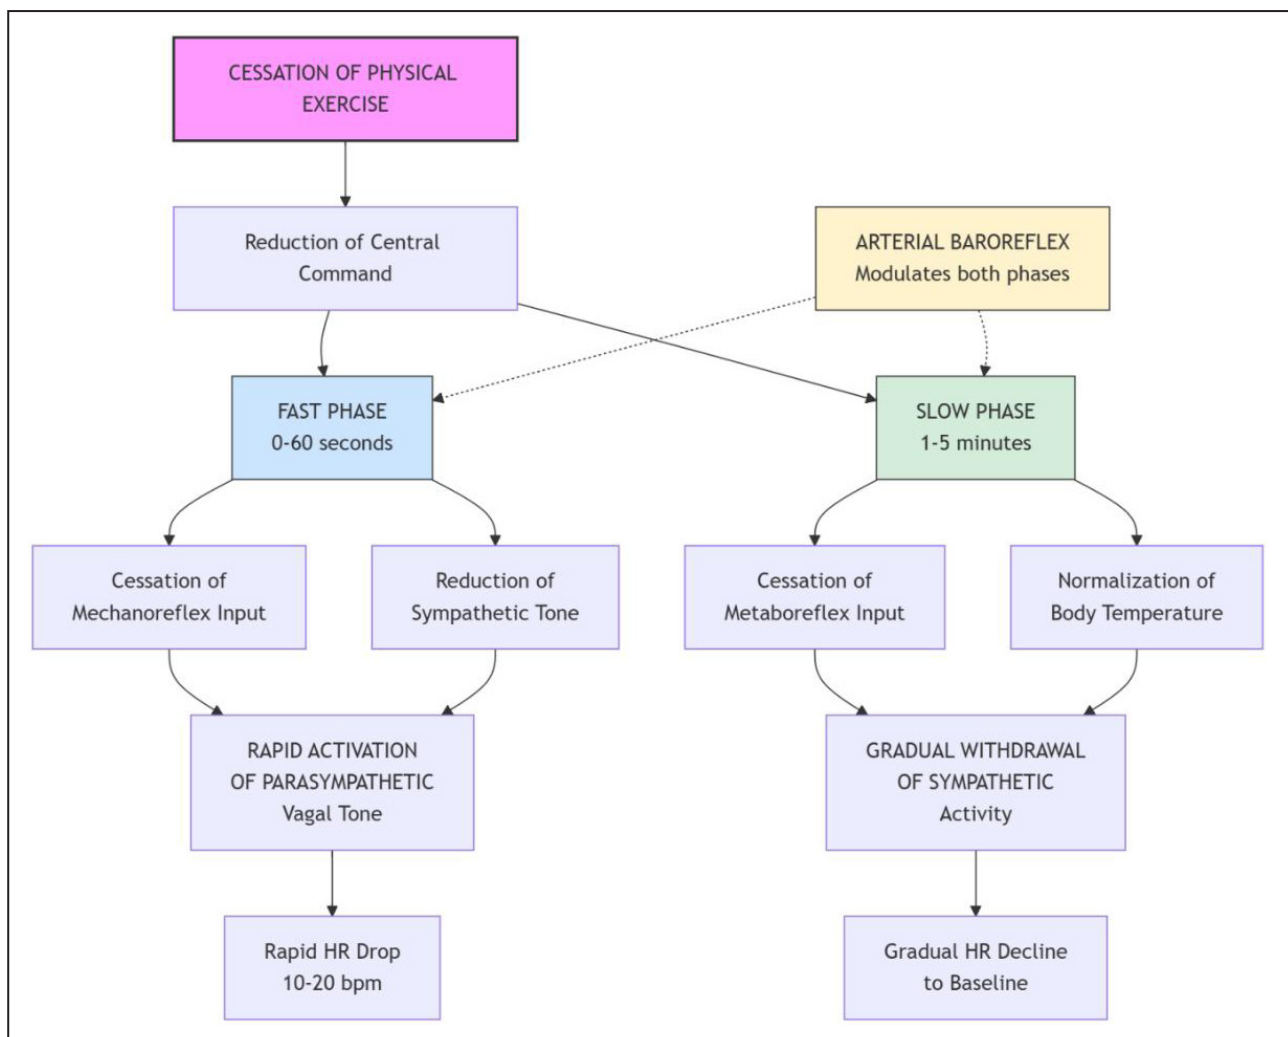 CESSATION OF PHYSICAL
EXERCISE
Reduction of Central
Command
ARTERIAL BAROREFLEX
Modulates both phases
FAST PHASE
0-60 seconds
SLOW PHASE
1-5 minutes
Cessation of
Mechanoreflex Input
Reduction of
Sympathetic Tone
Cessation of
Metaboreflex Input
Normalization of
Body Temperature
RAPID ACTIVATION
OF PARASYMPATHETIC
Vagal Tone
GRADUAL WITHDRAWAL
OF SYMPATHETIC
Activity
Rapid HR Drop
10-20 bpm
Gradual HR Decline
to Baseline